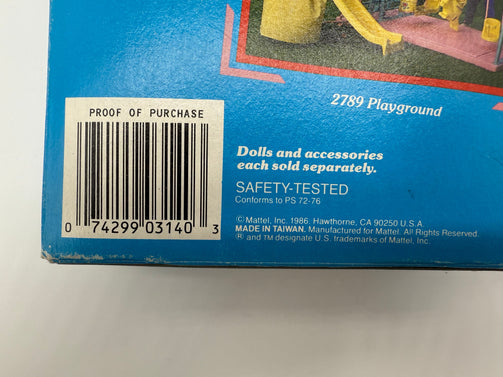 2789 Playground
PROOF OF PURCHASE
0 74299 03140 3
Dolls and accessories
each sold separately.
SAFETY-TESTED
Conforms to PS 72-76
©Mattel, Inc. 1986. Hawthorne, CA 90250 U.S.A.
MADE IN TAIWAN. Manufactured for Mattel. All Rights Reserved.
® and TM designate U.S. trademarks of Mattel, Inc.